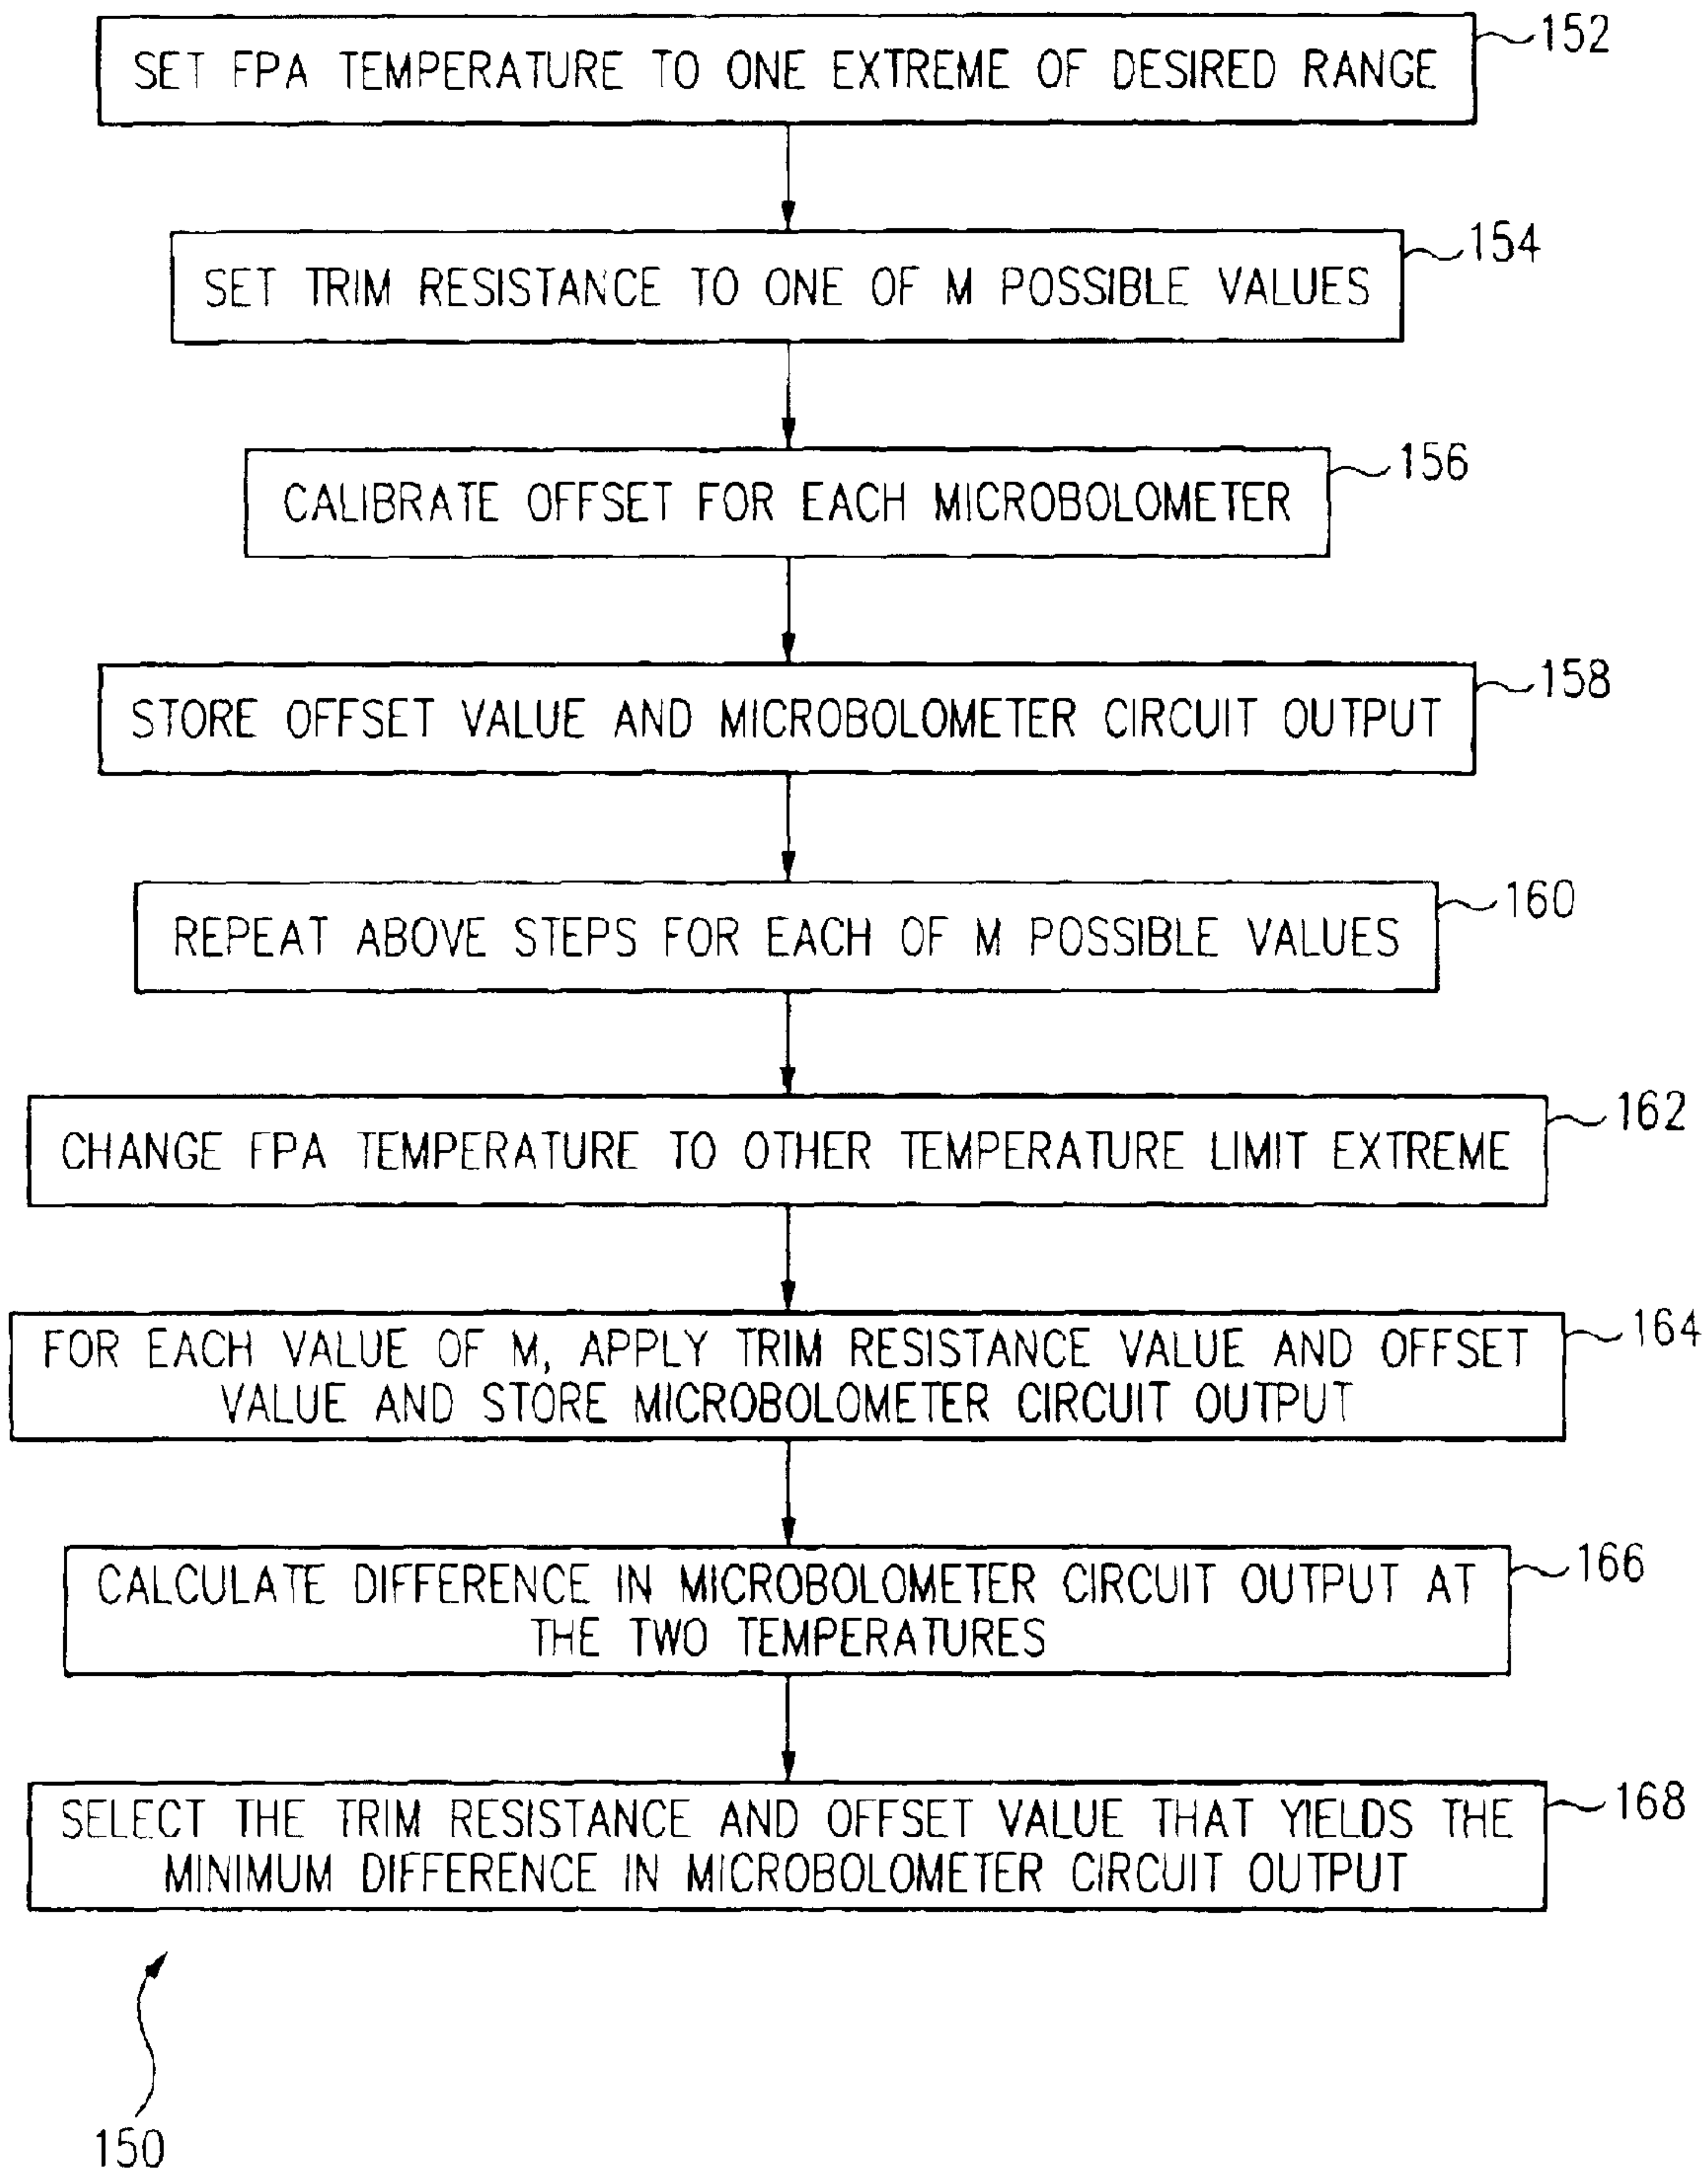 152
SET FPA TEMPERATURE TO ONE EXTREME OF DESIRED RANGE
154
SET TRIM RESISTANCE TO ONE OF M POSSIBLE VALUES
156
CALIBRATE OFFSET FOR EACH MICROBOLOMETER
158
STORE OFFSET VALUE AND MICROBOLOMETER CIRCUIT OUTPUT
160
REPEAT ABOVE STEPS FOR EACH OF M POSSIBLE VALUES
162
CHANGE FPA TEMPERATURE TO OTHER TEMPERATURE LIMIT EXTREME
164
FOR EACH VALUE OF M, APPLY TRIM RESISTANCE VALUE AND OFFSET
VALUE AND STORE MICROBOLOMETER CIRCUIT OUTPUT
166
CALCULATE DIFFERENCE IN MICROBOLOMETER CIRCUIT OUTPUT AT
THE TWO TEMPERATURES
168
SELECT THE TRIM RESISTANCE AND OFFSET VALUE THAT YIELDS THE
MINIMUM DIFFERENCE IN MICROBOLOMETER CIRCUIT OUTPUT
150